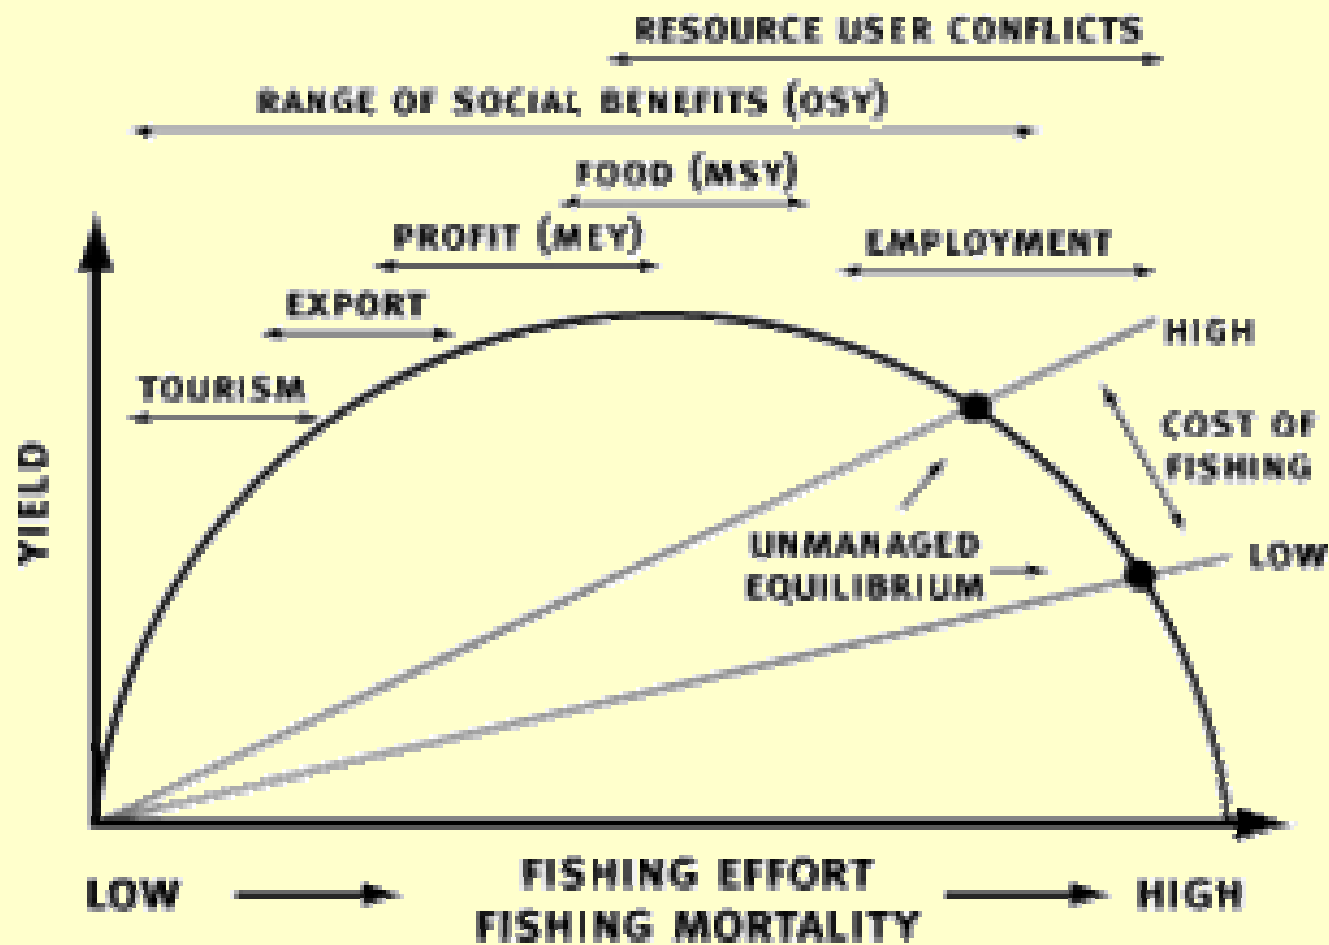 RESOURCE USER CONFLICTS
RANGE OF SOCIAL BENEFITS (OSY)
FOOD (MSY)
PROFIT (MEY)
EMPLOYMENT
EXPORT
HIGH
TOURISM
COST OF
FISHING
YIELD
UNMANAGED
EQUILIBRIUM
LOW
LOW
FISHING EFFORT
FISHING MORTALITY
HIGH